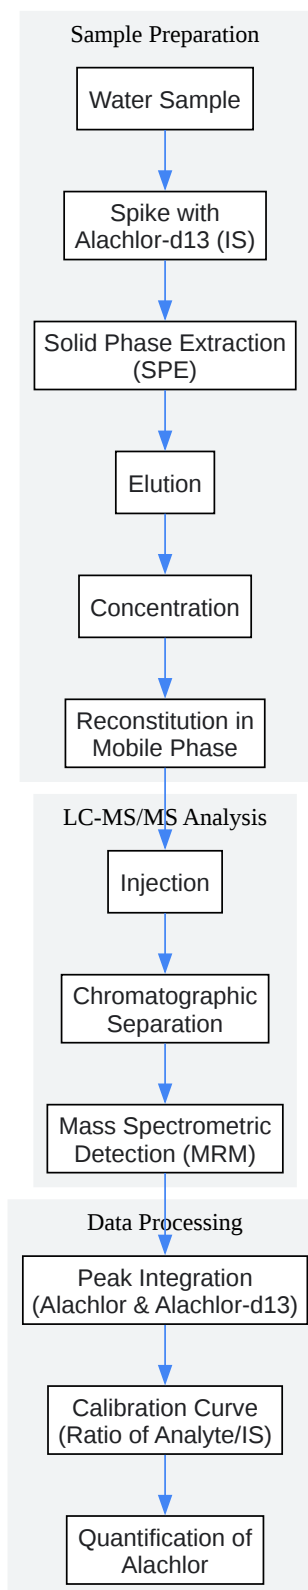 Sample Preparation
Water Sample
Spike with
Alachlor-d13 (IS)
Solid Phase Extraction
(SPE)
Elution
Concentration
Reconstitution in
Mobile Phase
LC-MS/MS Analysis
Injection
Chromatographic
Separation
Mass Spectrometric
Detection (MRM)
Data Processing
Peak Integration
(Alachlor & Alachlor-d13)
Calibration Curve
(Ratio of Analyte/IS)
Quantification of
Alachlor